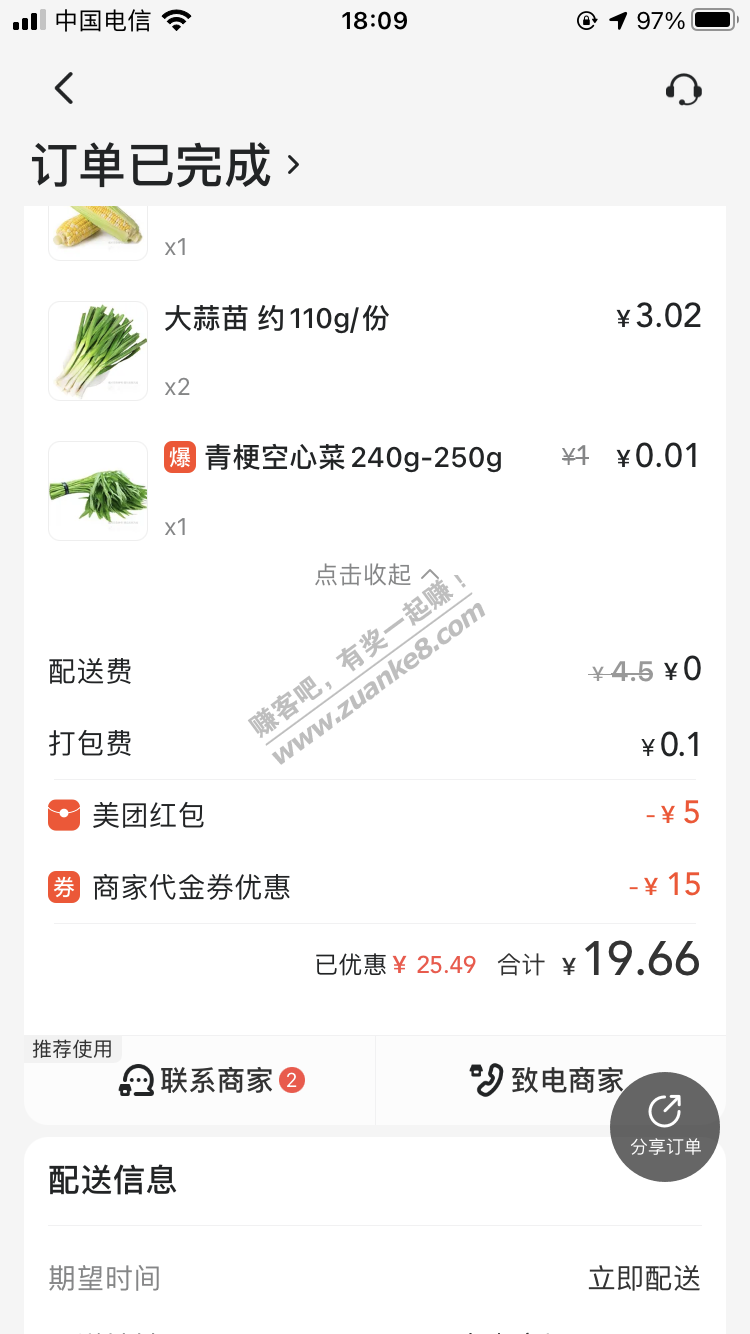 中国电信 18:09 97%
订单已完成 >
x1
大蒜苗 约110g/份 ¥3.02
x2
爆 青梗空心菜240g-250g ¥1 ¥0.01
x1
点击收起
赚客吧，有奖一起赚！
www.zuanke8.com
配送费 ¥4.5 ¥0
打包费 ¥0.1
美团红包 -¥5
券 商家代金券优惠 -¥15
已优惠¥25.49 合计 ¥19.66
推荐使用
联系商家 2 致电商家
分享订单
配送信息
期望时间 立即配送